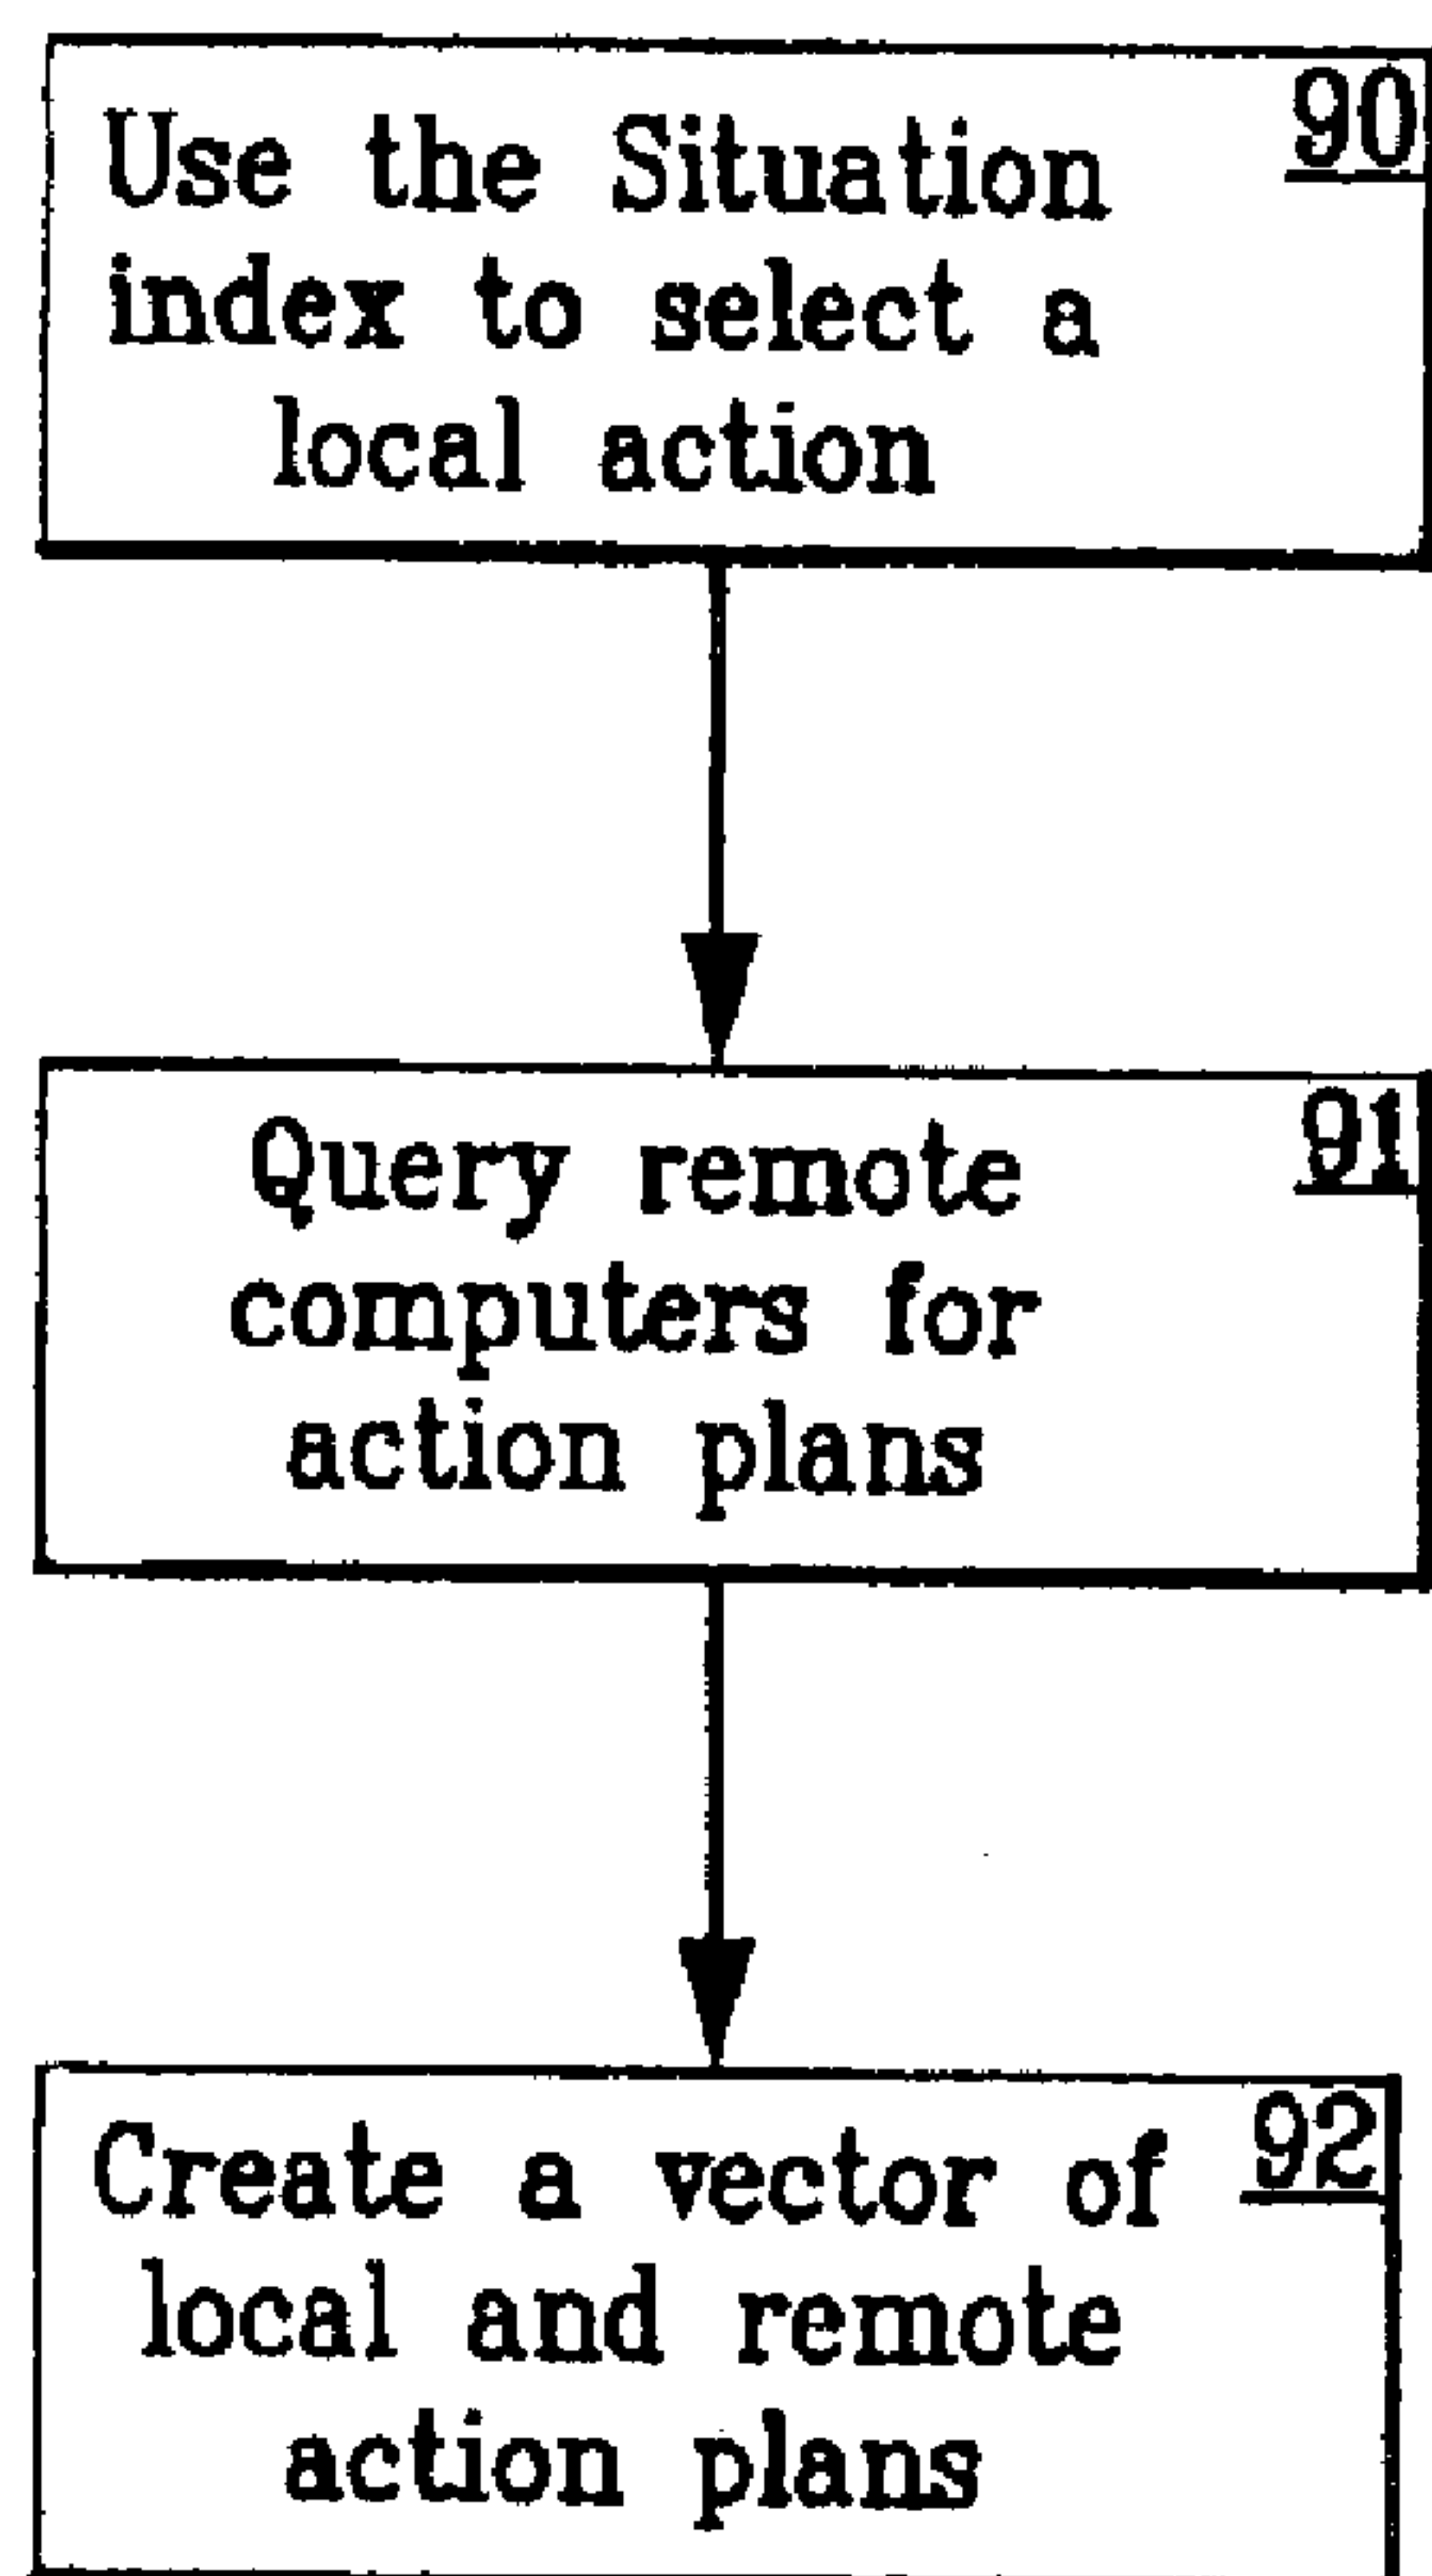 90
Use the Situation
index to select a
local action
91
Query remote
computers for
action plans
92
Create a vector of
local and remote
action plans